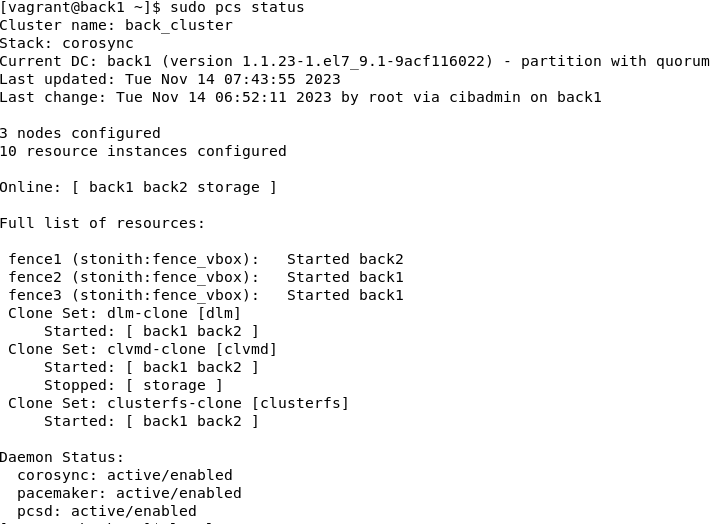 [vagrant@back1 ~]$ sudo pcs status
Cluster name: back_cluster
Stack: corosync
Current DC: back1 (version 1.1.23-1.el7_9.1-9acf116022) - partition with quorum
Last updated: Tue Nov 14 07:43:55 2023
Last change: Tue Nov 14 06:52:11 2023 by root via cibadmin on back1
3 nodes configured
10 resource instances configured
Online: [ back1 back2 storage ]
Full list of resources:
fence1 (stonith:fence_vbox): Started back2
fence2 (stonith:fence_vbox): Started back1
fence3 (stonith:fence_vbox): Started back1
Clone Set: dlm-clone [dlm]
Started: [ back1 back2 ]
Clone Set: clvmd-clone [clvmd]
Started: [ back1 back2 ]
Stopped: [ storage ]
Clone Set: clusterfs-clone [clusterfs]
Started: [ back1 back2 ]
Daemon Status:
corosync: active/enabled
pacemaker: active/enabled
pcsd: active/enabled